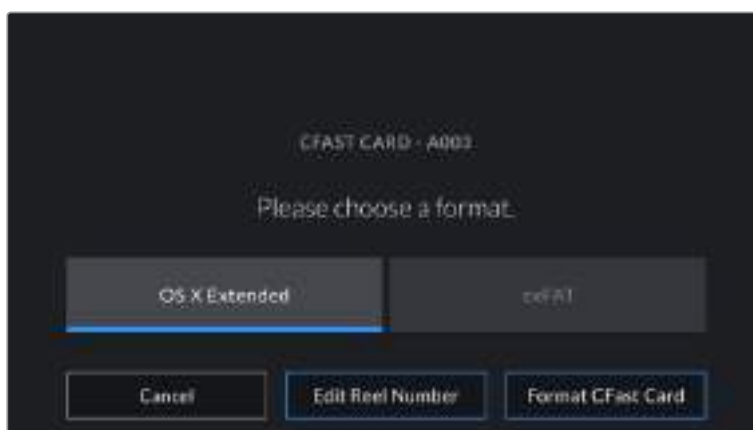 CFAST CARD - A003
Please choose a format.
OS X Extended
exFAT
Cancel
Edit Reel Number
Format CFast Card